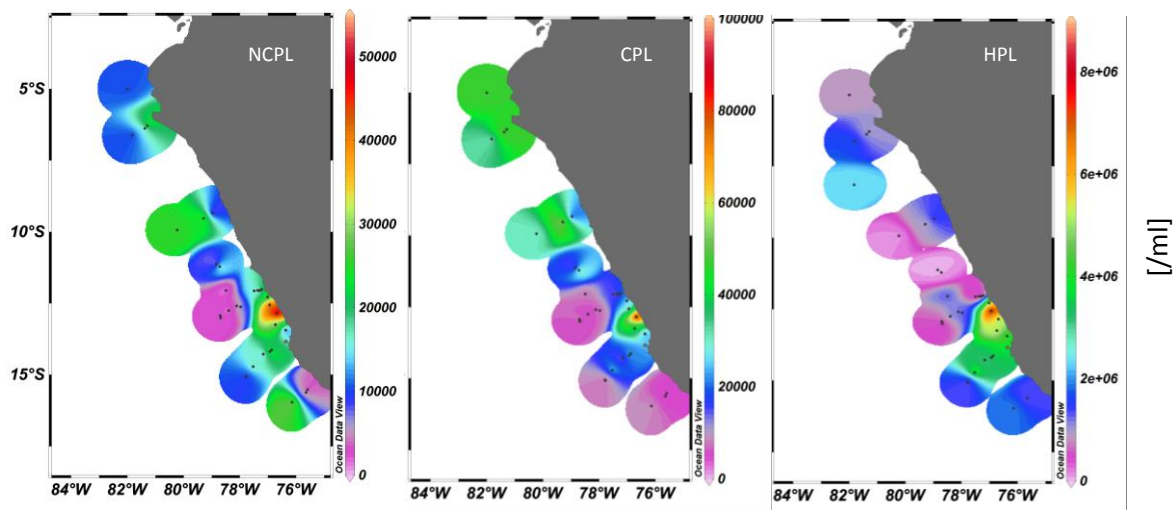 NCPL
5°S
10°S
15°S
84°W 82°W 80°W 78°W 76°W
50000
40000
30000
20000
10000
0
Ocean Data View
CPL
84°W 82°W 80°W 78°W 76°W
100000
80000
60000
40000
20000
0
Ocean Data View
HPL
84°W 82°W 80°W 78°W 76°W
8e+06
6e+06
4e+06
2e+06
0
Ocean Data View
[/ml]